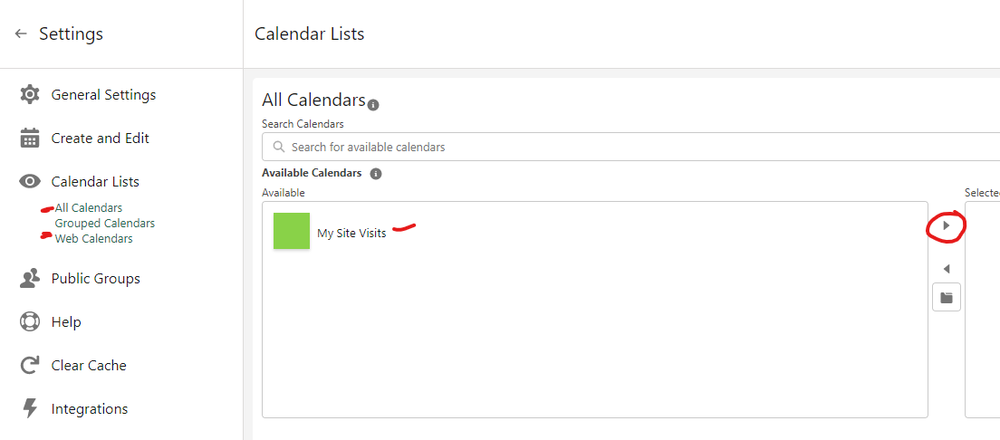 Settings
General Settings
Create and Edit
Calendar Lists
All Calendars
Grouped Calendars
Web Calendars
Public Groups
Help
Clear Cache
Integrations
Calendar Lists
All Calendars
Search Calendars
Search for available calendars
Available Calendars
Available
My Site Visits
Selecte